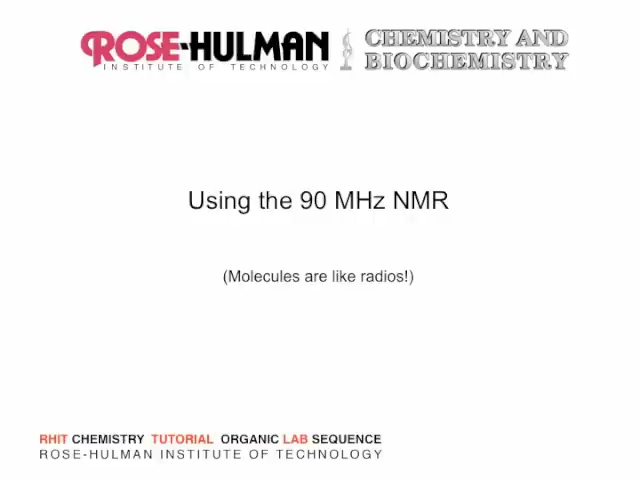 ROSE-HULMAN
INSTITUTE OF TECHNOLOGY
CHEMISTRY AND
BIOCHEMISTRY
Using the 90 MHz NMR
(Molecules are like radios!)
RHIT CHEMISTRY TUTORIAL ORGANIC LAB SEQUENCE
ROSE-HULMAN INSTITUTE OF TECHNOLOGY